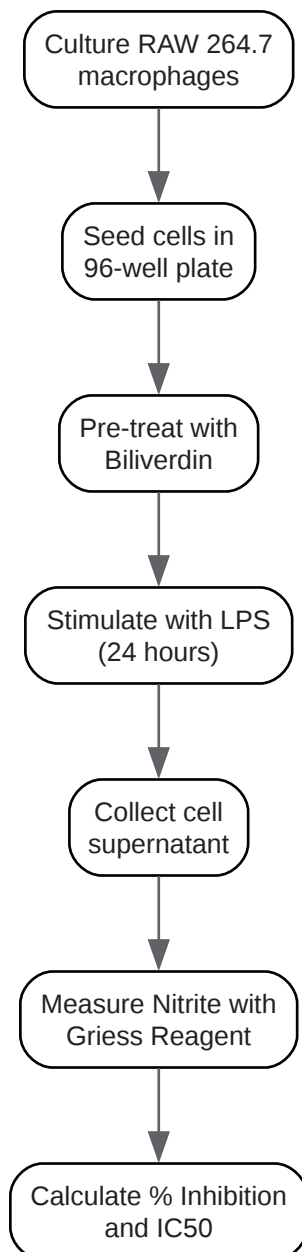 Culture RAW 264.7
macrophages
Seed cells in
96-well plate
Pre-treat with
Biliverdin
Stimulate with LPS
(24 hours)
Collect cell
supernatant
Measure Nitrite with
Griess Reagent
Calculate % Inhibition
and IC50